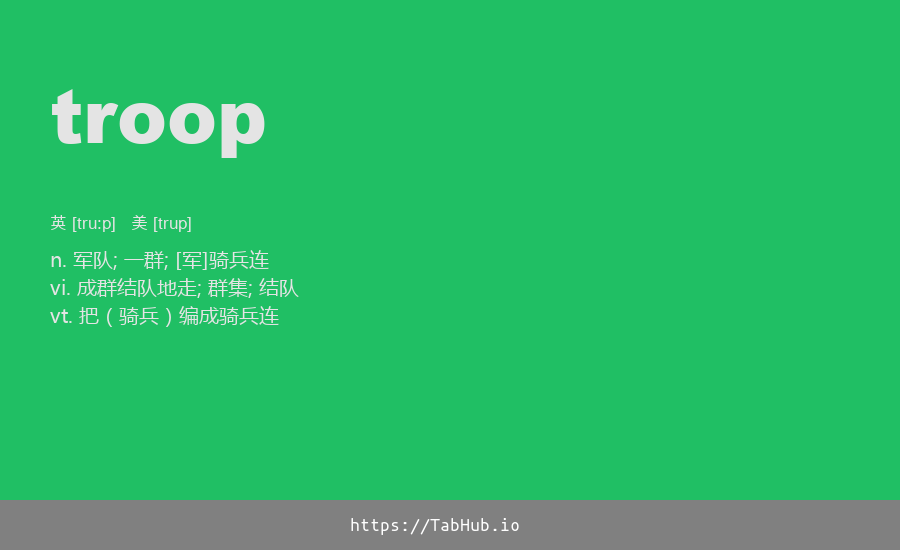 troop
英 [tru:p] 美 [trup]
n. 军队; 一群; [军]骑兵连
vi. 成群结队地走; 群集; 结队
vt. 把（骑兵）编成骑兵连
https://TabHub.io